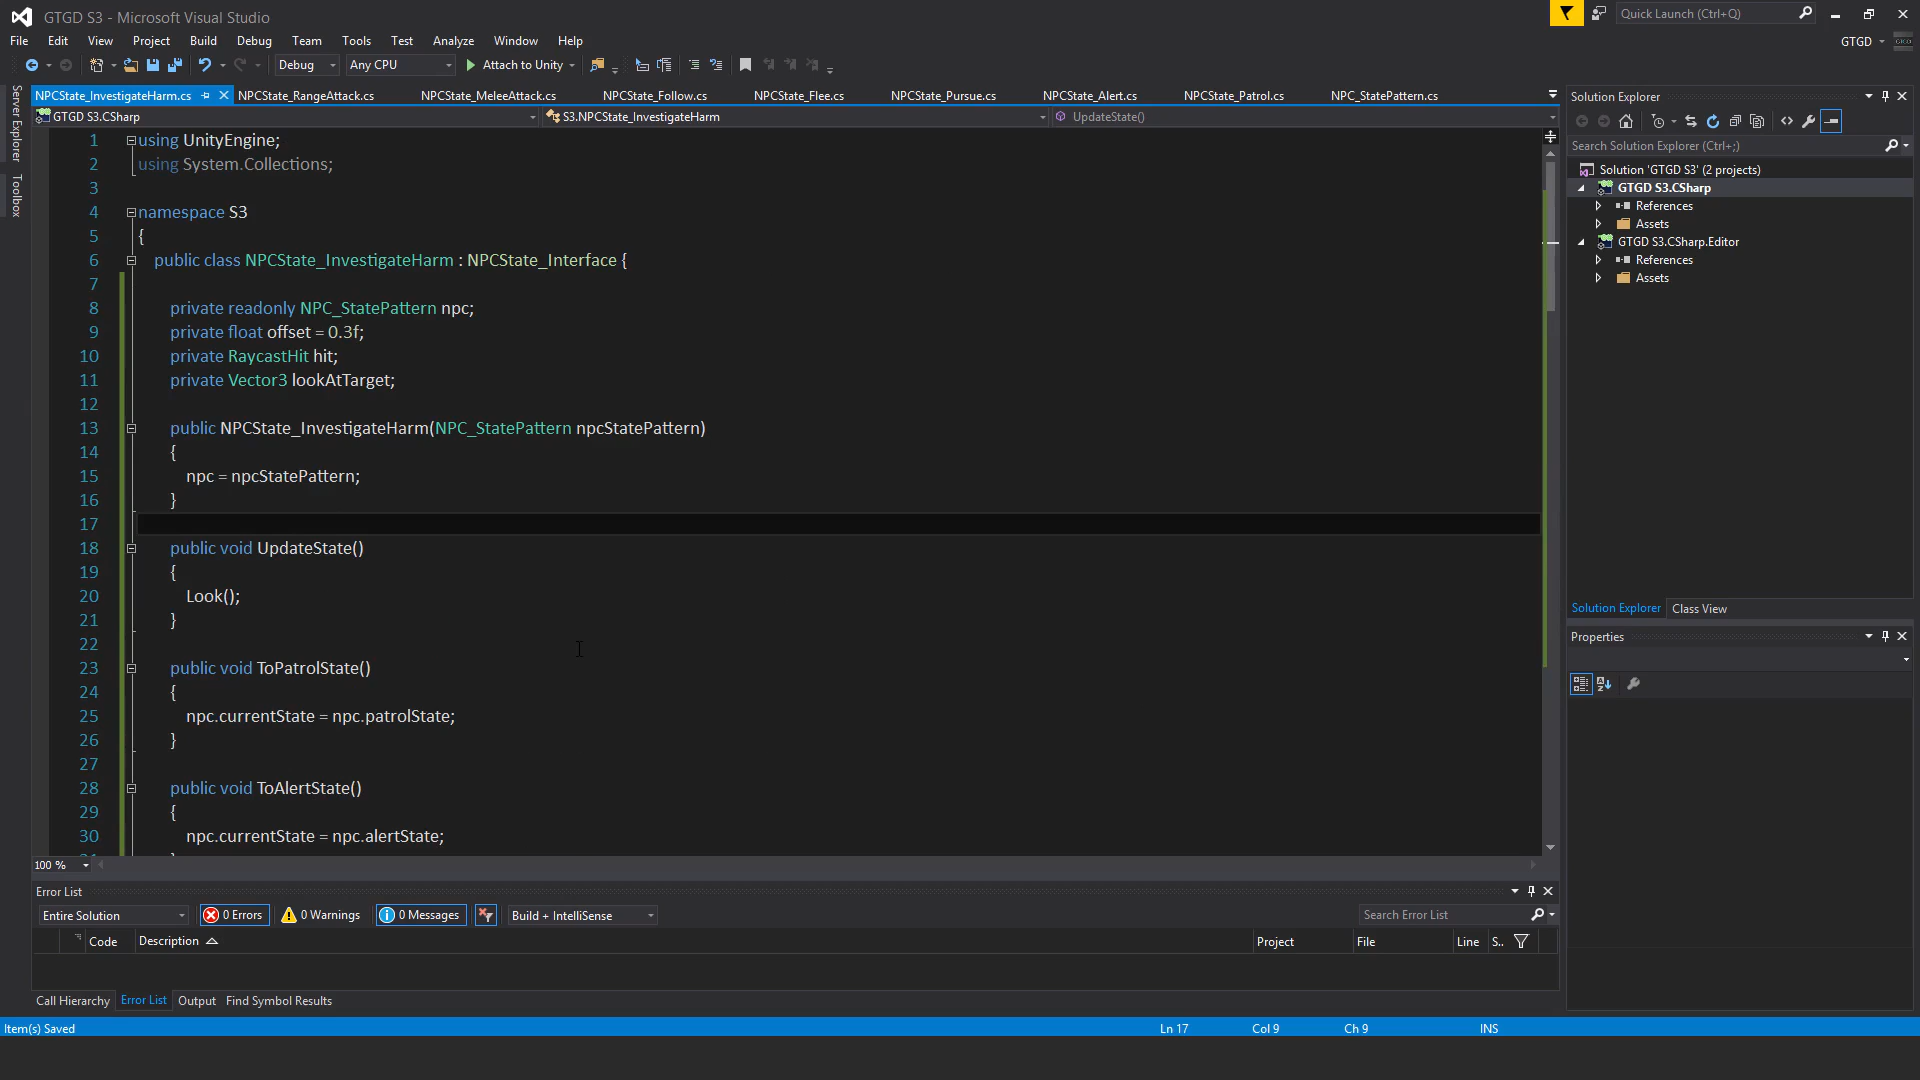 GTGD S3 - Microsoft Visual Studio
Quick Launch (Ctrl+Q)
File Edit View Project Build Debug Team Tools Test Analyze Window Help
GTGD
Debug Any CPU Attach to Unity
Server Explorer
Toolbox
NPCState_InvestigateHarm.cs NPCState_RangeAttack.cs NPCState_MeleeAttack.cs NPCState_Follow.cs NPCState_Flee.cs NPCState_Pursue.cs NPCState_Alert.cs NPCState_Patrol.cs NPC_StatePattern.cs
GTGD S3.CSharp S3.NPCState_InvestigateHarm UpdateState()
1 using UnityEngine;
2 using System.Collections;
3
4 namespace S3
5 {
6 public class NPCState_InvestigateHarm : NPCState_Interface {
7
8 private readonly NPC_StatePattern npc;
9 private float offset = 0.3f;
10 private RaycastHit hit;
11 private Vector3 lookAtTarget;
12
13 public NPCState_InvestigateHarm(NPC_StatePattern npcStatePattern)
14 {
15 npc = npcStatePattern;
16 }
17
18 public void UpdateState()
19 {
20 Look();
21 }
22
23 public void ToPatrolState()
24 {
25 npc.currentState = npc.patrolState;
26 }
27
28 public void ToAlertState()
29 {
30 npc.currentState = npc.alertState;
100 %
Solution Explorer
Search Solution Explorer (Ctrl+;)
Solution 'GTGD S3' (2 projects)
GTGD S3.CSharp
References
Assets
GTGD S3.CSharp.Editor
References
Assets
Solution Explorer Class View
Properties
Error List
Entire Solution 0 Errors 0 Warnings 0 Messages Build + IntelliSense Search Error List
Code Description Project File Line S..
Call Hierarchy Error List Output Find Symbol Results
Item(s) Saved Ln 17 Col 9 Ch 9 INS